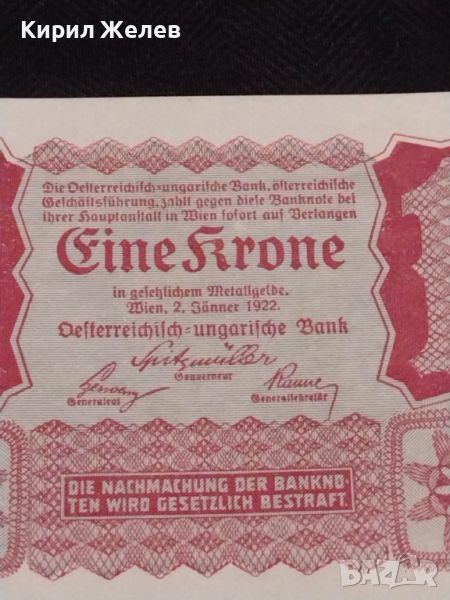 Кирил Желев
Die Oesterreichisch-ungarische Bank, österreichische
Geschäftsführung, zahlt gegen diese Banknote bei
ihrer Hauptanstalt in Wien sofort auf Verlangen
Eine Krone
in gesetzlichem Metallgelde.
Wien, 2. Jänner 1922.
Oesterreichisch-ungarische Bank
Spitzmüller
Gouverneur
Generalrat
Generalsekretär
DIE NACHMACHUNG DER BANKNO-
TEN WIRD GESETZLICH BESTRAFT.
BAZAR